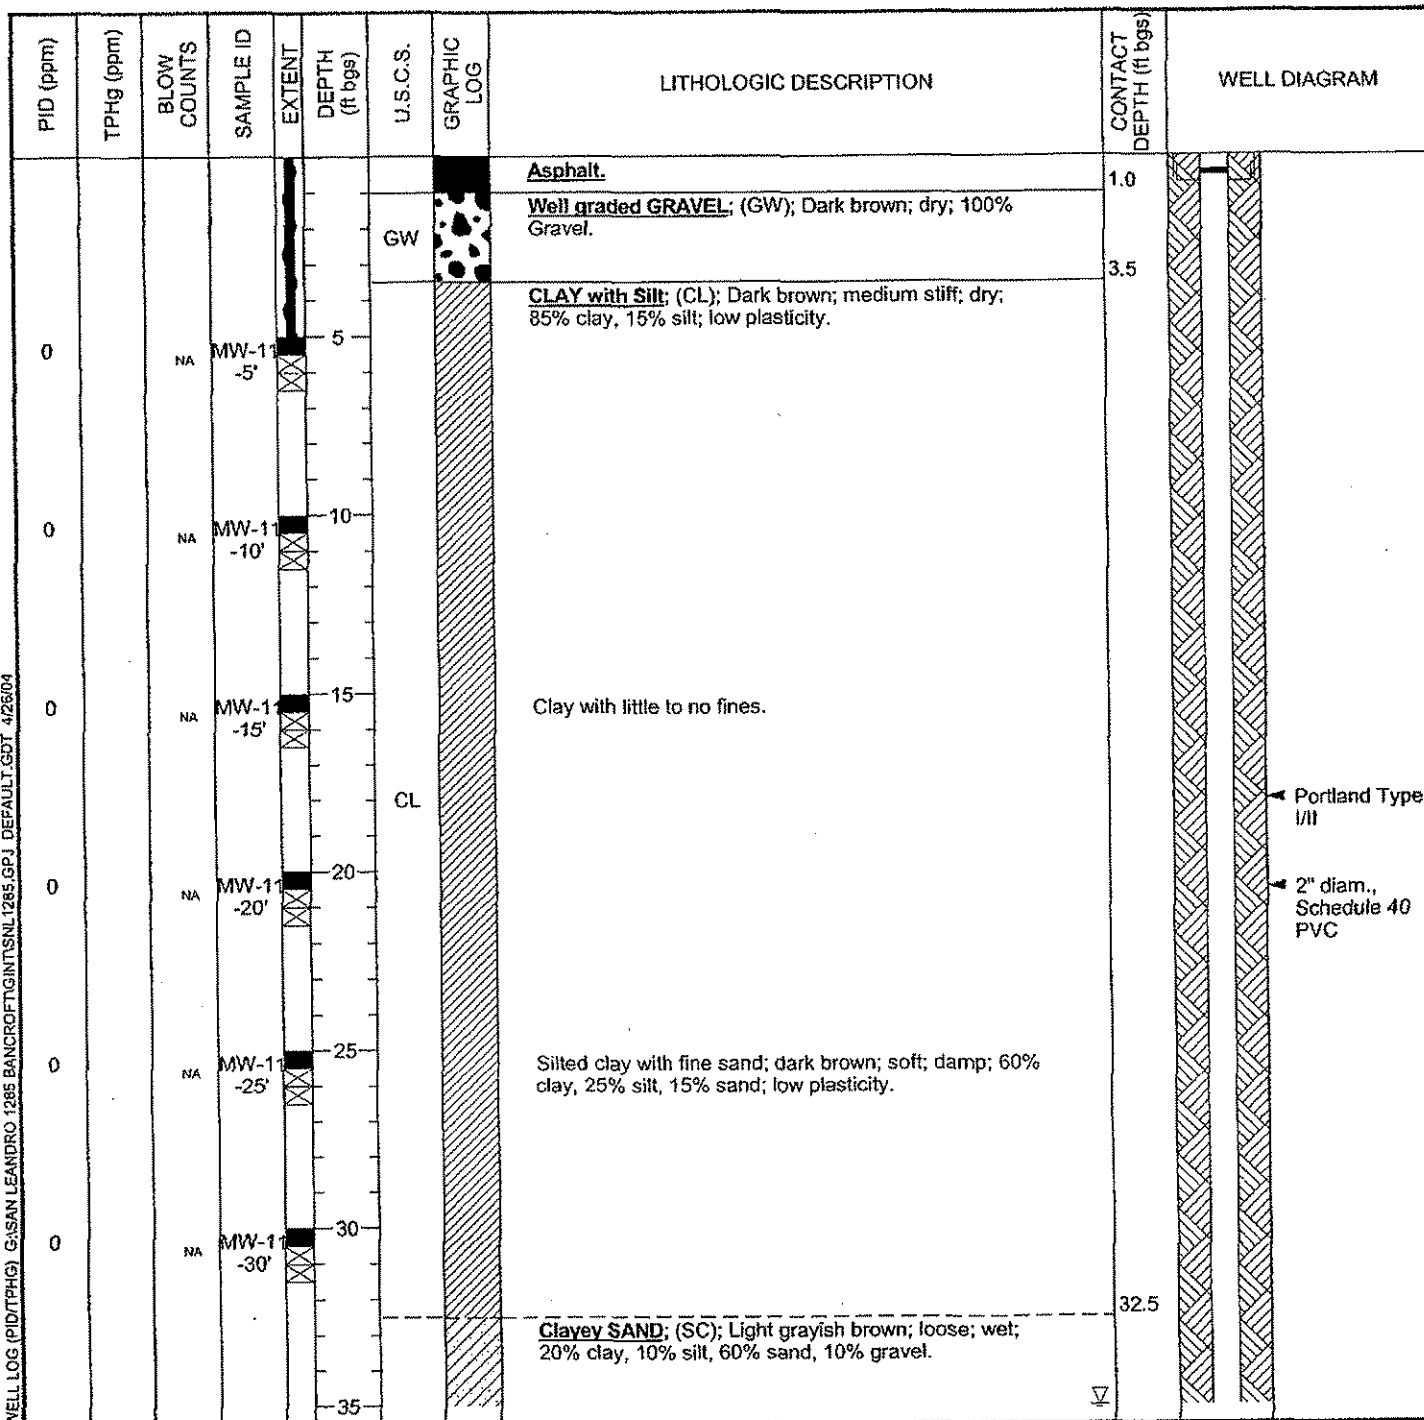 PID (ppm)
TPHg (ppm)
BLOW
COUNTS
SAMPLE ID
EXTENT
DEPTH
(ft bgs)
U.S.C.S.
GRAPHIC
LOG
LITHOLOGIC DESCRIPTION
CONTACT
DEPTH (ft bgs)
WELL DIAGRAM
Asphalt.
1.0
Well graded GRAVEL; (GW); Dark brown; dry; 100%
Gravel.
GW
3.5
CLAY with Silt; (CL); Dark brown; medium stiff; dry;
85% clay, 15% silt; low plasticity.
0
NA
MW-11
-5'
5
0
NA
MW-11
-10'
10
0
NA
MW-11
-15'
15
Clay with little to no fines.
CL
Portland Type
I/II
0
NA
MW-11
-20'
20
2" diam.,
Schedule 40
PVC
0
NA
MW-11
-25'
25
Silted clay with fine sand; dark brown; soft; damp; 60%
clay, 25% silt, 15% sand; low plasticity.
0
NA
MW-11
-30'
30
32.5
Clayey SAND; (SC); Light grayish brown; loose; wet;
20% clay, 10% silt, 60% sand, 10% gravel.
35
WELL LOG (PID/TPHG) G:\SAN LEANDRO 1285 BANCROFT\GINT\SNL1285.GPJ DEFAULT.GDT 4/26/04